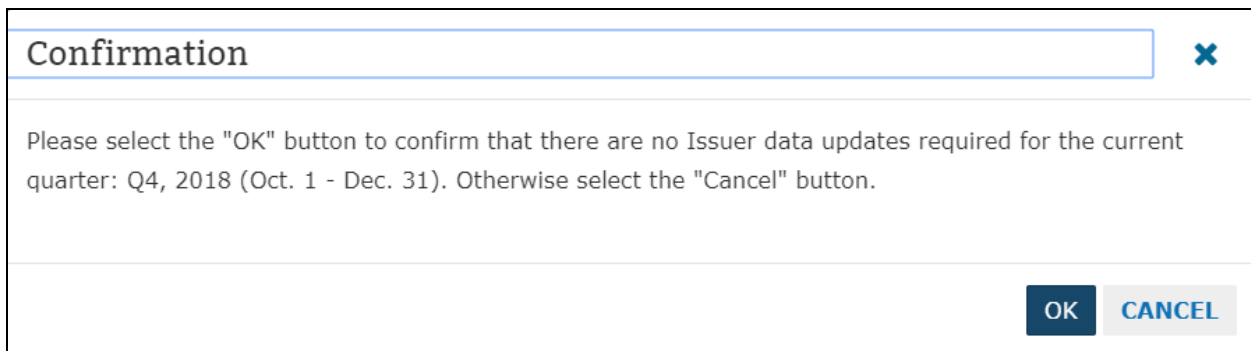 Confirmation
Please select the "OK" button to confirm that there are no Issuer data updates required for the current
quarter: Q4, 2018 (Oct. 1 - Dec. 31). Otherwise select the "Cancel" button.
OK CANCEL